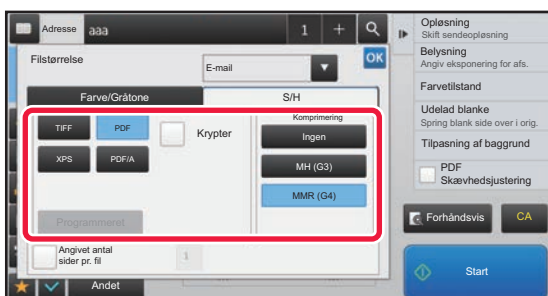 Adresse aaa 1 +
Filstørrelse
E-mail
OK
Farve/Gråtone
S/H
TIFF
PDF
Krypter
XPS
PDF/A
Programmeret
Komprimering
Ingen
MH (G3)
MMR (G4)
Angivet antal
sider pr. fil
1
Andet
Opløsning
Skift sendeopløsning
Belysning
Angiv eksponering for afs.
Farvetilstand
Udelad blanke
Spring blank side over i orig.
Tilpasning af baggrund
PDF
Skævhedsjustering
Forhåndsvis
CA
Start